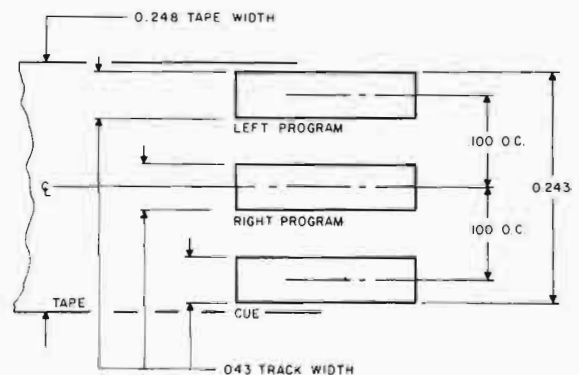 0.248 TAPE WIDTH
LEFT PROGRAM
100 O.C.
℄
0.243
RIGHT PROGRAM
100 O.C.
TAPE
CUE
.043 TRACK WIDTH